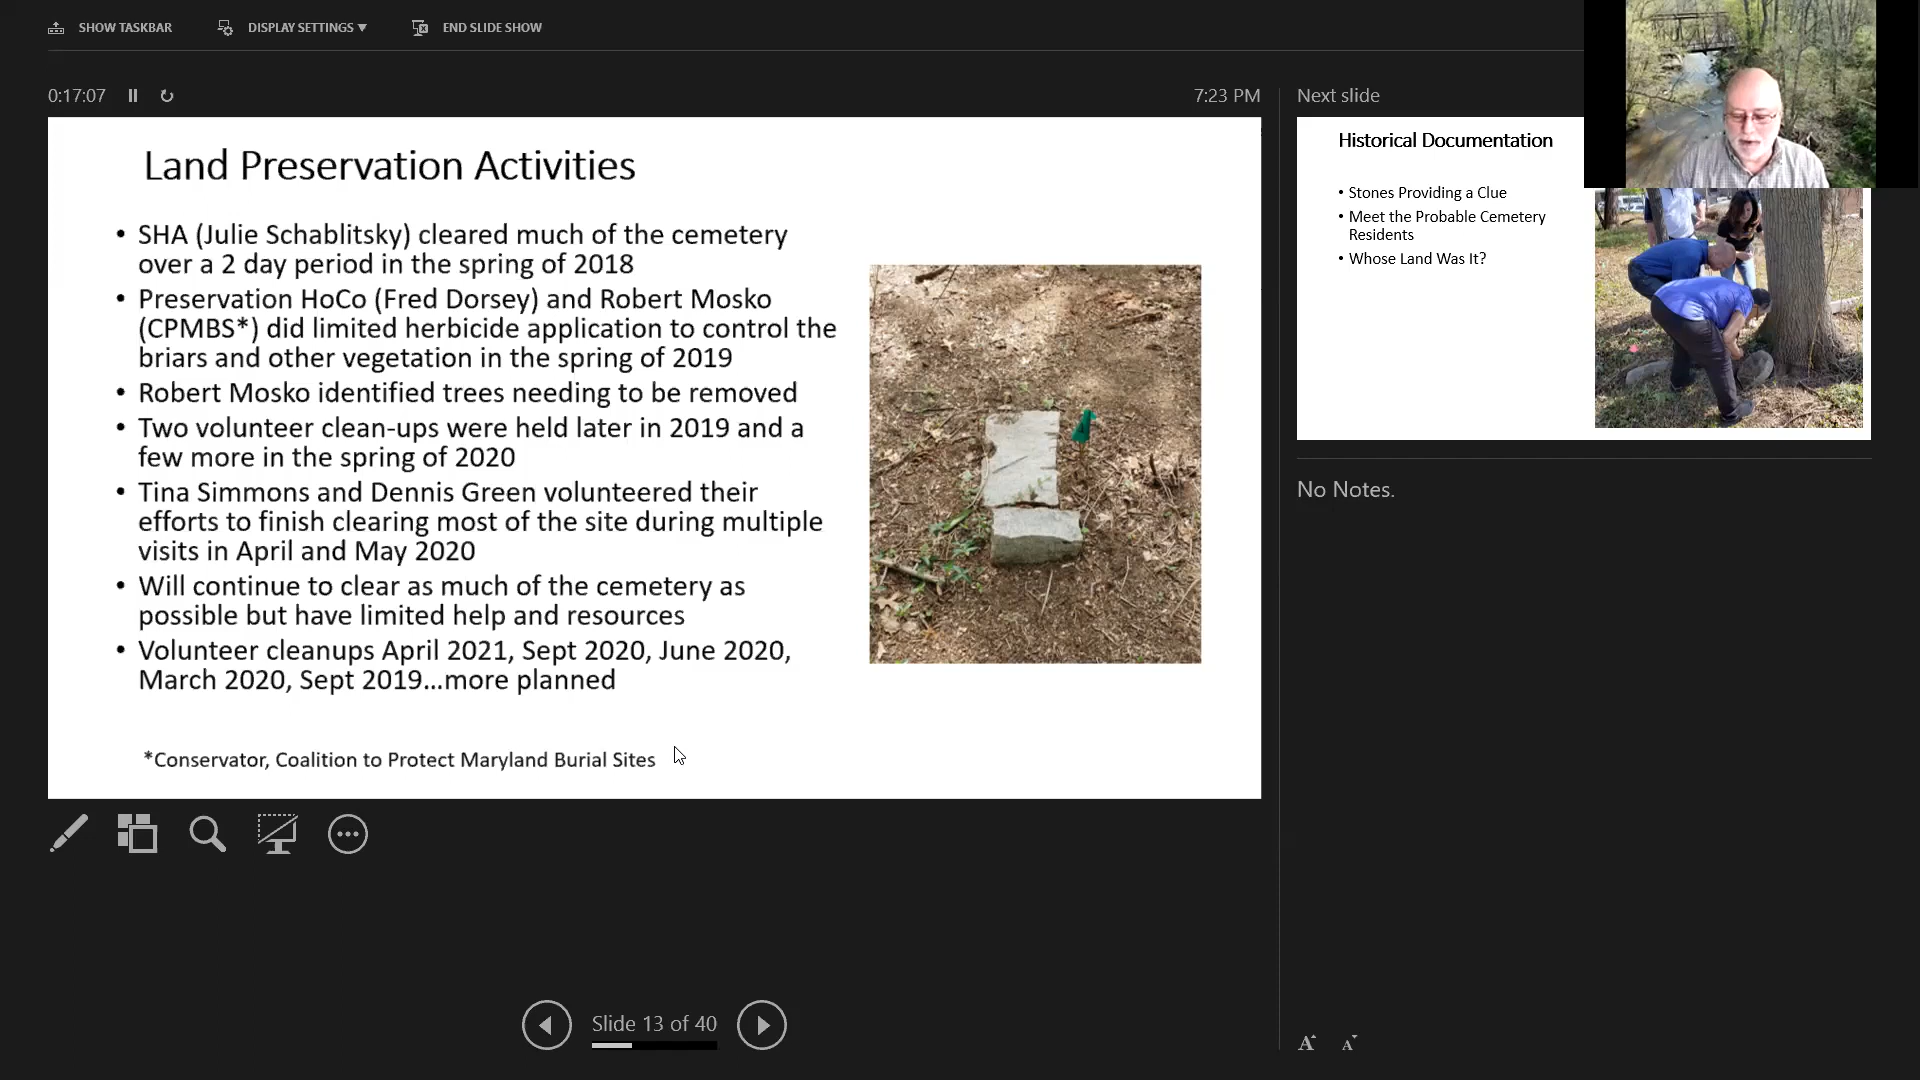 SHOW TASKBAR
DISPLAY SETTINGS
END SLIDE SHOW
0:17:07
7:23 PM
Next slide
Land Preservation Activities
• SHA (Julie Schablitsky) cleared much of the cemetery
over a 2 day period in the spring of 2018
• Preservation HoCo (Fred Dorsey) and Robert Mosko
(CPMBS*) did limited herbicide application to control the
briars and other vegetation in the spring of 2019
• Robert Mosko identified trees needing to be removed
• Two volunteer clean-ups were held later in 2019 and a
few more in the spring of 2020
• Tina Simmons and Dennis Green volunteered their
efforts to finish clearing most of the site during multiple
visits in April and May 2020
• Will continue to clear as much of the cemetery as
possible but have limited help and resources
• Volunteer cleanups April 2021, Sept 2020, June 2020,
March 2020, Sept 2019...more planned
*Conservator, Coalition to Protect Maryland Burial Sites
Historical Documentation
• Stones Providing a Clue
• Meet the Probable Cemetery
Residents
• Whose Land Was It?
No Notes.
Slide 13 of 40
A A